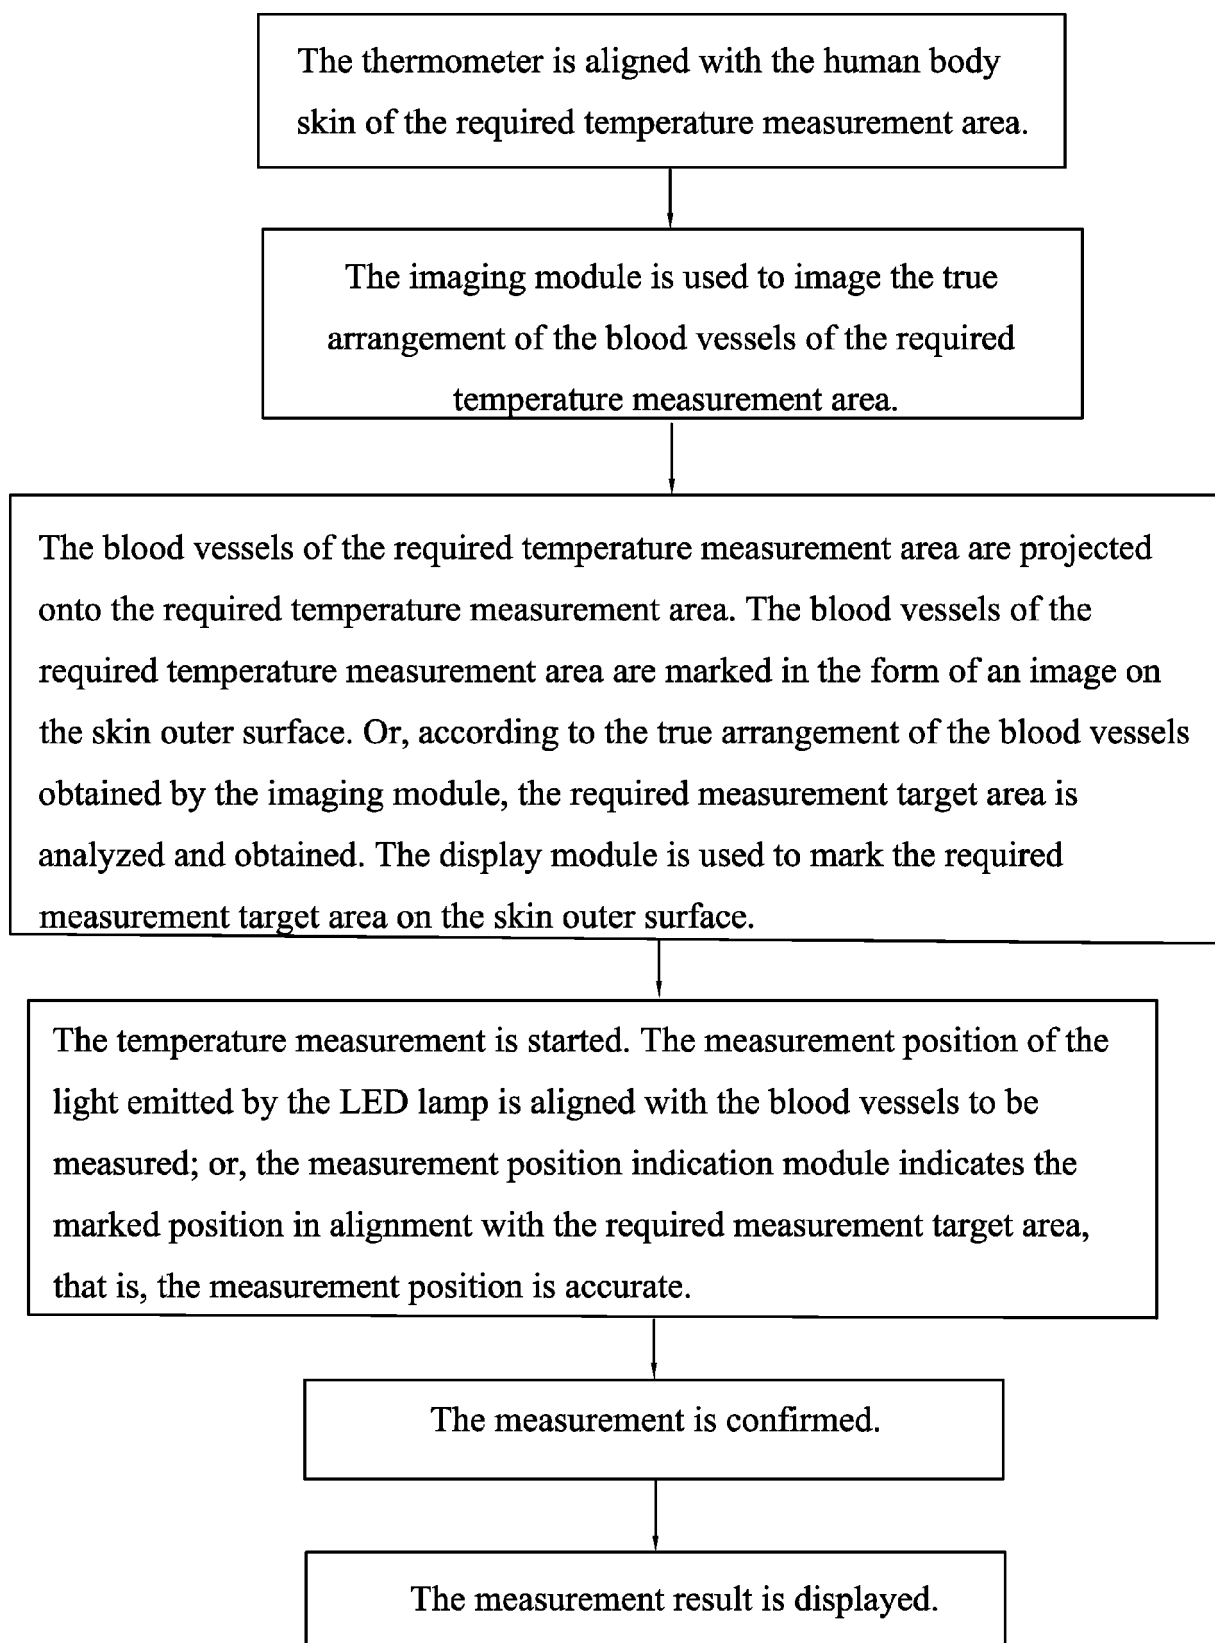 The thermometer is aligned with the human body
skin of the required temperature measurement area.
The imaging module is used to image the true
arrangement of the blood vessels of the required
temperature measurement area.
The blood vessels of the required temperature measurement area are projected
onto the required temperature measurement area. The blood vessels of the
required temperature measurement area are marked in the form of an image on
the skin outer surface. Or, according to the true arrangement of the blood vessels
obtained by the imaging module, the required measurement target area is
analyzed and obtained. The display module is used to mark the required
measurement target area on the skin outer surface.
The temperature measurement is started. The measurement position of the
light emitted by the LED lamp is aligned with the blood vessels to be
measured; or, the measurement position indication module indicates the
marked position in alignment with the required measurement target area,
that is, the measurement position is accurate.
The measurement is confirmed.
The measurement result is displayed.